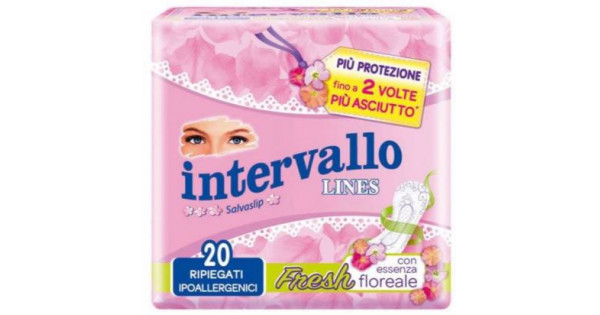 PIÙ PROTEZIONE
fino a 2 VOLTE
PIÙ ASCIUTTO*
intervallo
LINES
Salvaslip
20
RIPIEGATI
IPOALLERGENICI
Fresh
con
essenza
floreale